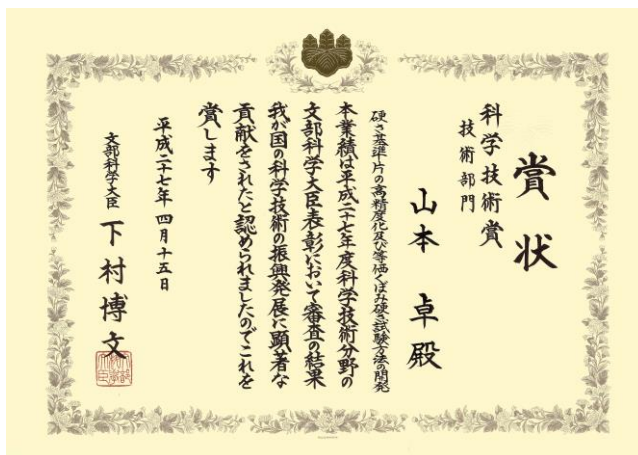 賞状
科学技術賞
技術部門
山本卓殿
硬さ基準片の高精度化及び等価くぼみ硬さ試験方法の開発
本業績は平成二十七年度科学技術分野の
文部科学大臣表彰において審査の結果
我が国の科学技術の振興発展に顕著な
貢献をされたと認められましたのでこれを
賞します
平成二十七年四月十五日
文部科学大臣 下村博文